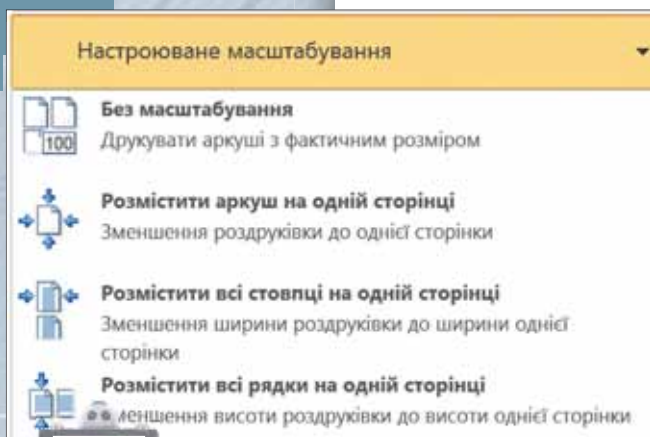 Настроюване масштабування
Без масштабування
100
Друкувати аркуші з фактичним розміром
Розмістити аркуш на одній сторінці
Зменшення роздруківки до однієї сторінки
Розмістити всі стовпці на одній сторінці
Зменшення ширини роздруківки до ширини однієї
сторінки
Розмістити всі рядки на одній сторінці
меншення висоти роздруківки до висоти однієї сторінки